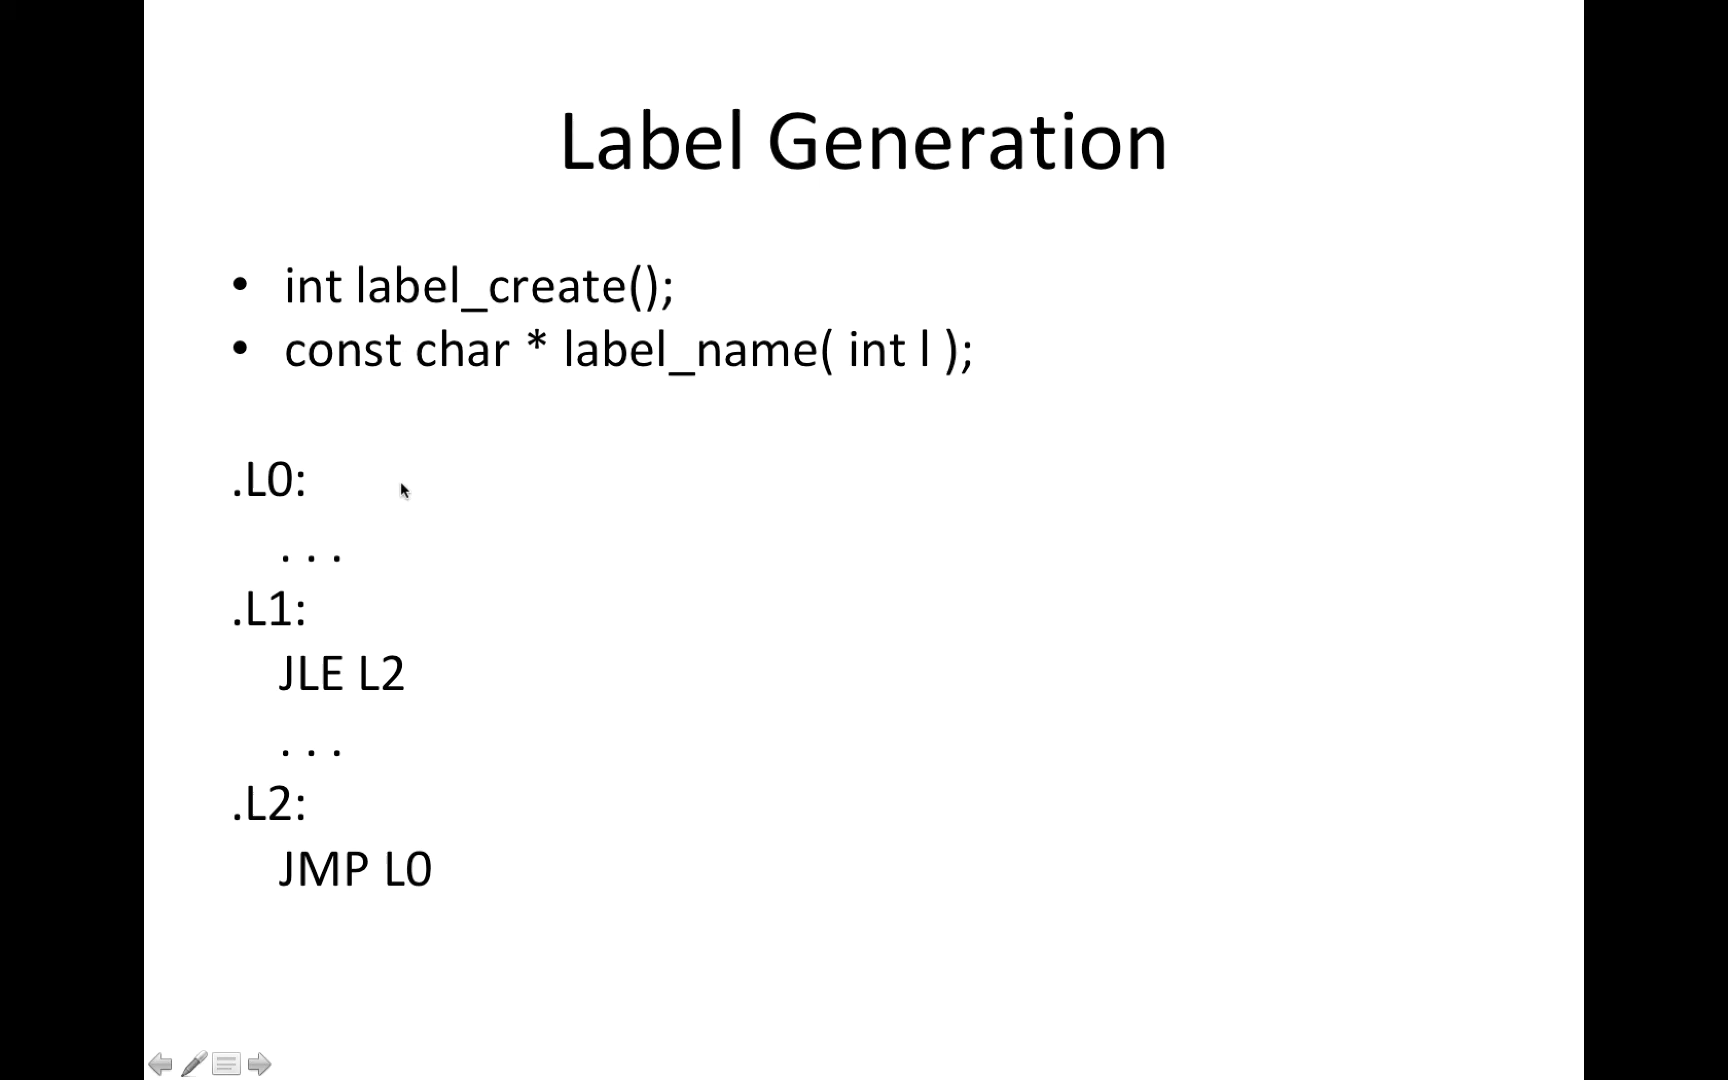 Label Generation
• int label_create();
• const char * label_name( int l );
.L0:
. . .
.L1:
JLE L2
. . .
.L2:
JMP L0